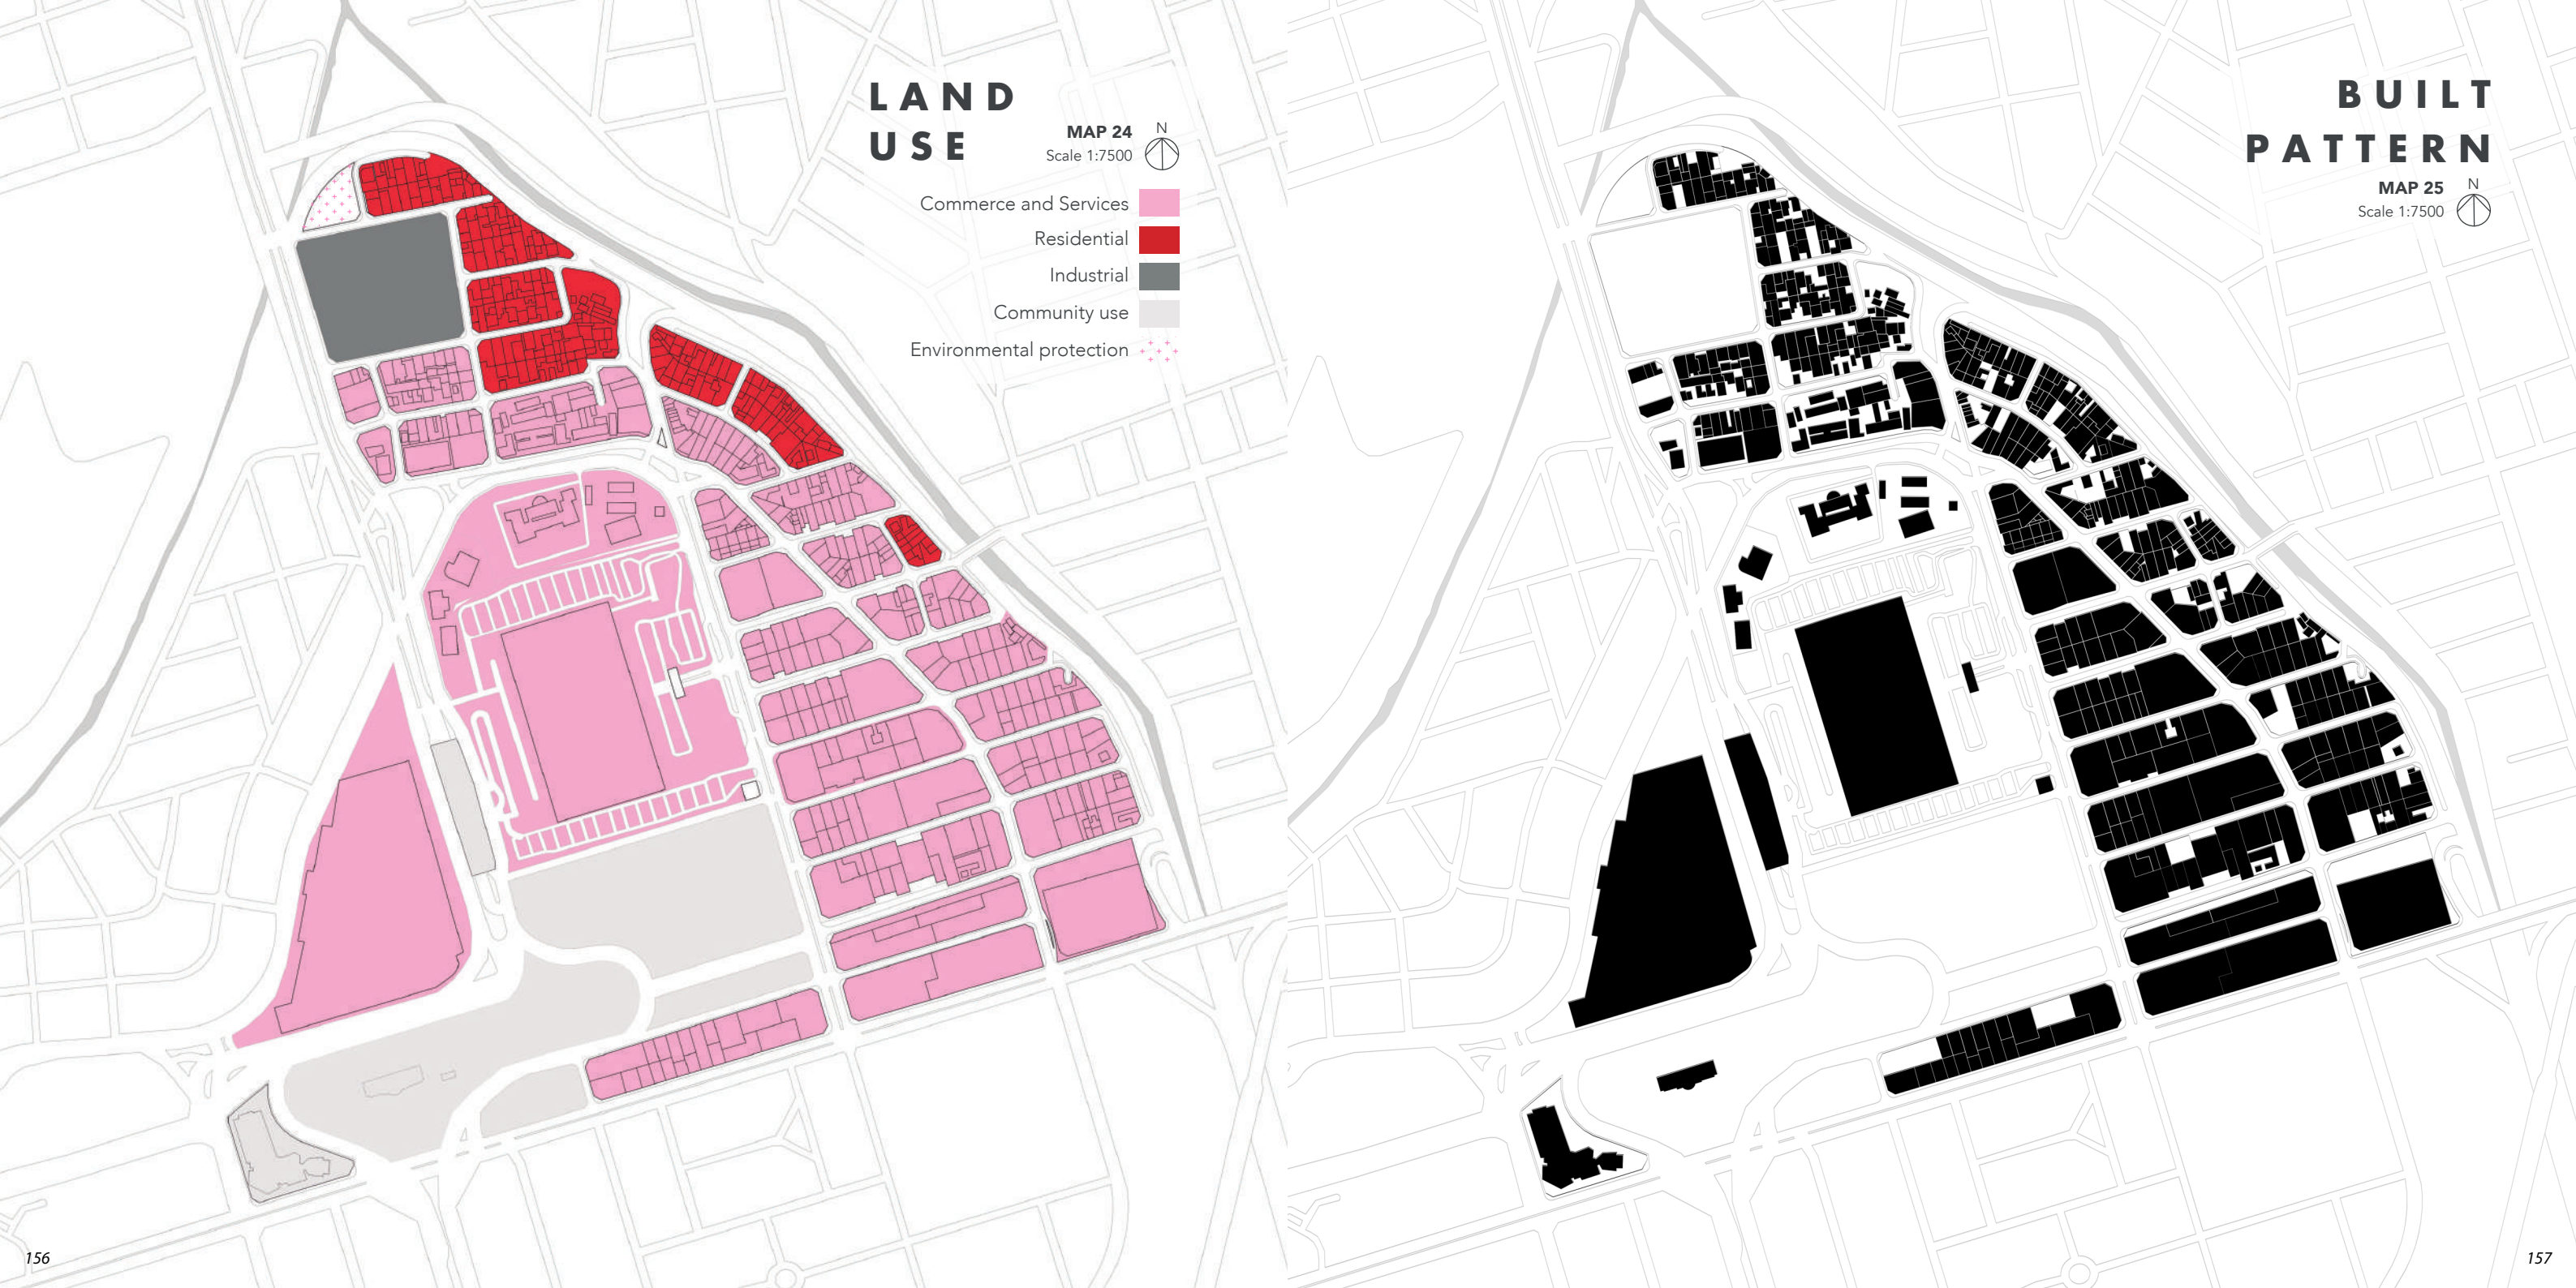 LAND
USE
MAP 24
Scale 1:7500
N
Commerce and Services
Residential
Industrial
Community use
Environmental protection
156
BUILT
PATTERN
MAP 25
Scale 1:7500
N
157